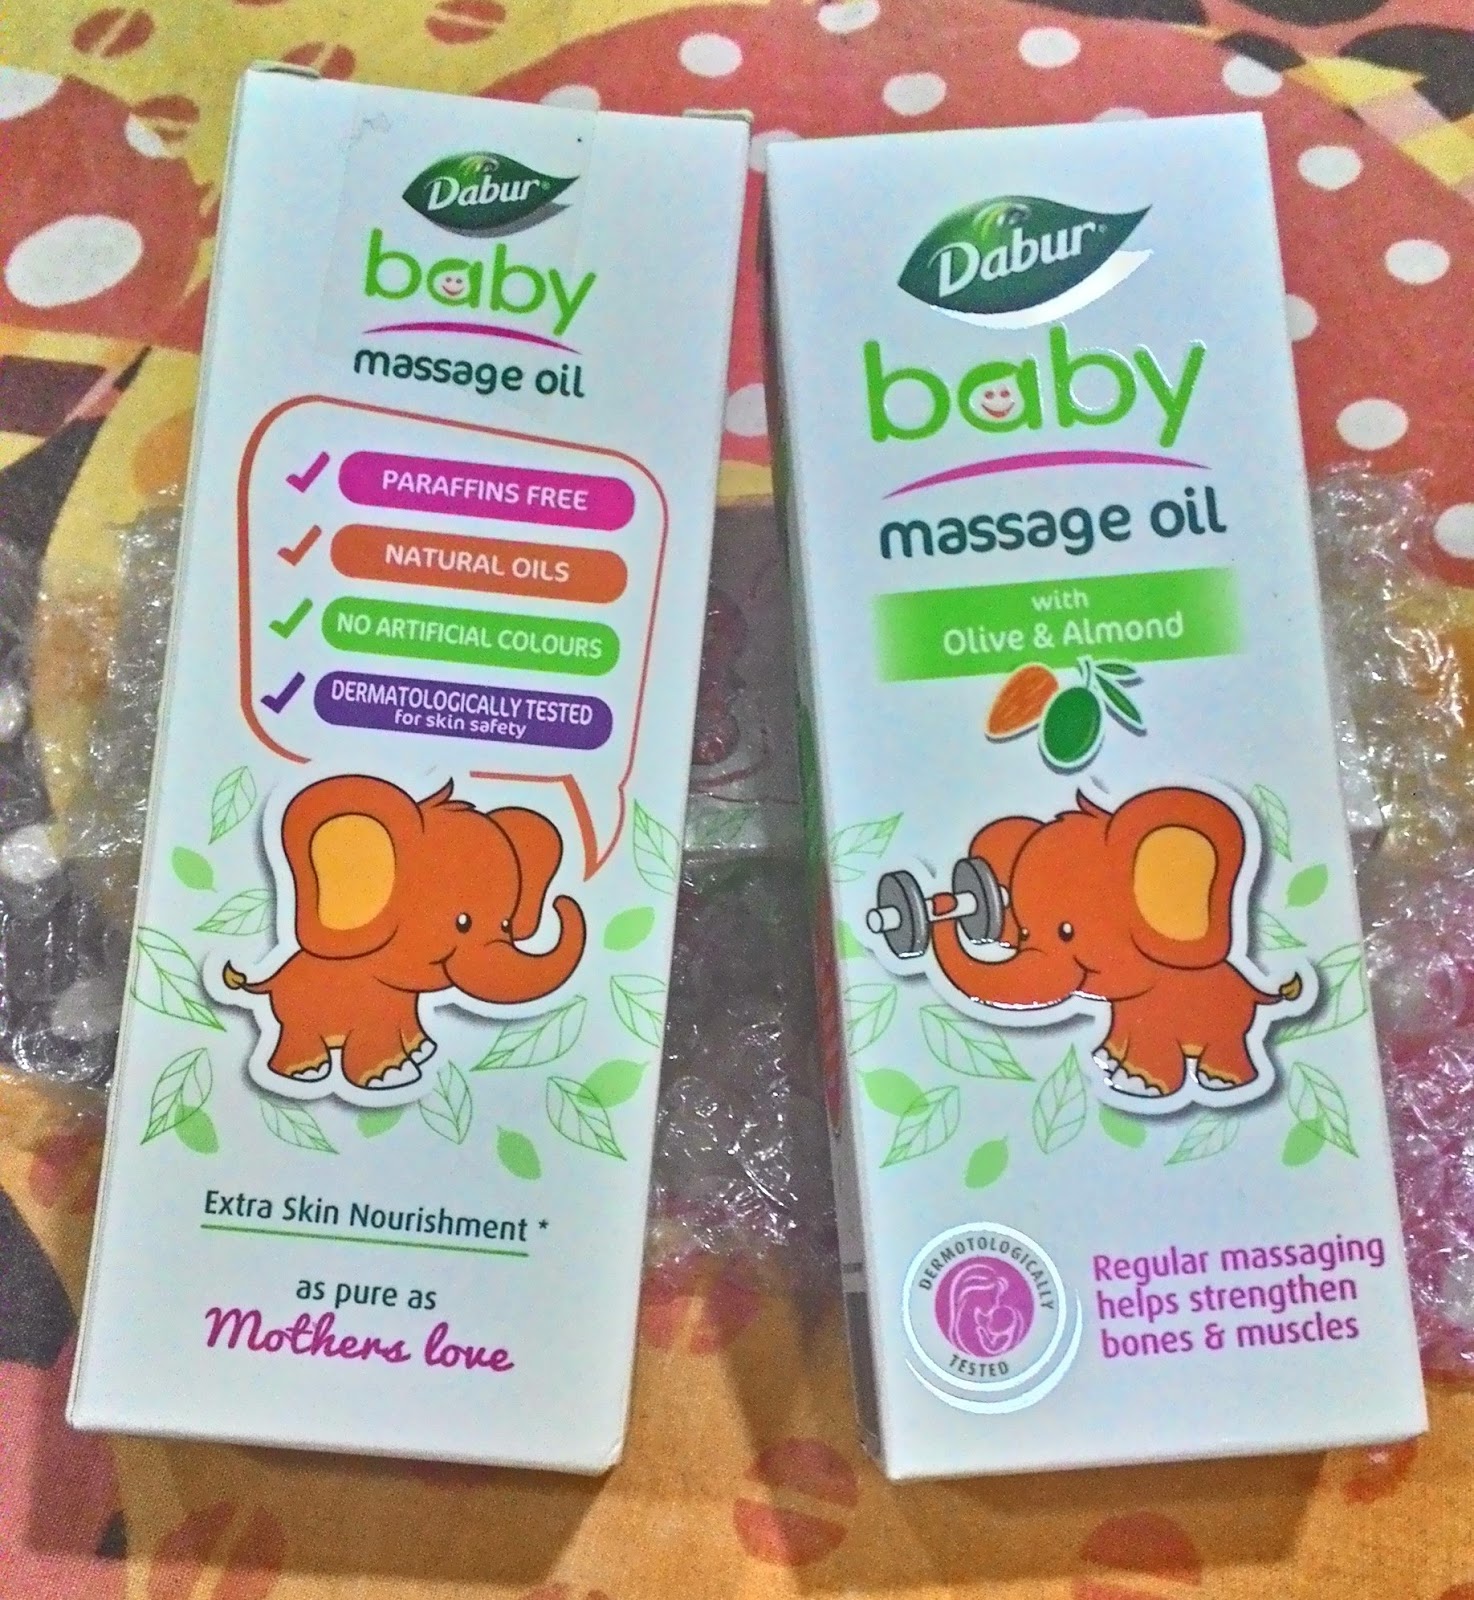 Dabur
baby
massage oil
PARAFFINS FREE
NATURAL OILS
NO ARTIFICIAL COLOURS
DERMATOLOGICALLY TESTED
for skin safety
Extra Skin Nourishment *
as pure as
Mothers love
Dabur
baby
massage oil
with
Olive & Almond
DERMOTOLOGICALLY
TESTED
Regular massaging
helps strengthen
bones & muscles